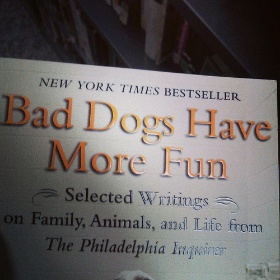 NEW YORK TIMES BESTSELLER
Bad Dogs Have
More Fun
Selected Writings
on Family, Animals, and Life from
The Philadelphia Inquirer